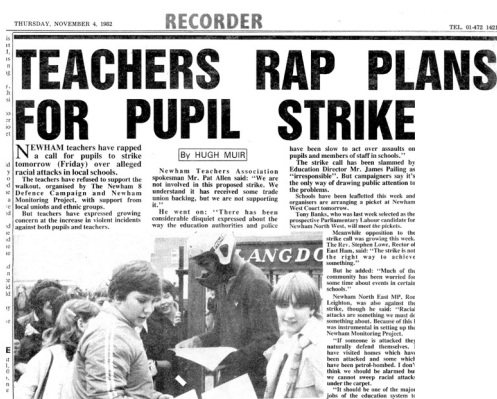 THURSDAY, NOVEMBER 4, 1982
RECORDER
TEL. 01-472 1421
TEACHERS RAP PLANS
FOR PUPIL STRIKE
NEWHAM teachers have rapped
a call for pupils to strike
tomorrow (Friday) over alleged
racial attacks in local schools.
The teachers have refused to support the
walkout, organised by The Newham 8
Defence Campaign and Newham
Monitoring Project, with support from
local unions and ethnic groups.
But teachers have expressed growing
concern at the increase in violent incidents
against both pupils and teachers.
By HUGH MUIR
Newham Teachers Association
spokesman Mr. Pat Allen said: "We are
not involved in this proposed strike. We
understand it has received some trade
union backing, but we are not supporting
it."
He went on: "There has been
considerable disquiet expressed about the
way the education authorities and police
have been slow to act over assaults on
pupils and members of staff in schools."
The strike call has been slammed by
Education Director Mr. James Pailing as
"irresponsible". But campaigners say it's
the only way of drawing public attention to
the problems.
Schools have been leafletted this week and
organisers are arranging a picket of Newham
West Court tomorrow.
Tony Banks, who was last week selected as the
prospective Parliamentary Labour candidate for
Newham North West, will meet the pickets.
Meanwhile opposition to the
strike call was growing this week.
The Rev. Stephen Lowe, Rector of
East Ham, said: "The strike is not
the right way to achieve
something."
But he added: "Much of the
community has been worried for
some time about events in certain
schools."
Newham North East MP, Ron
Leighton, was also against the
strike, though he said: "Racial
attacks are something we must do
something about. Because of this I
was instrumental in setting up the
Newham Monitoring Project.
"If someone is attacked they
naturally defend themselves. I
have visited homes which have
been attacked and some which
have been petrol-bombed. I don't
think we should be alarmed but
we cannot sweep racial attacks
under the carpet.
"It should be one of the major
jobs of the education system to
LANGDO